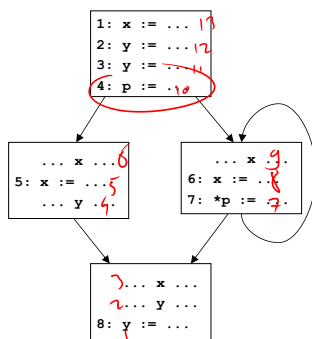 1: x := ... 13
2: y := ... 12
3: y := ... 11
4: p := ... 10
... x ... 6
5: x := ... 5
... y ... 4
... x ... 9
6: x := ... 8
7: *p := ... 7
3 ... x ...
2 ... y ...
8: y := ...
1